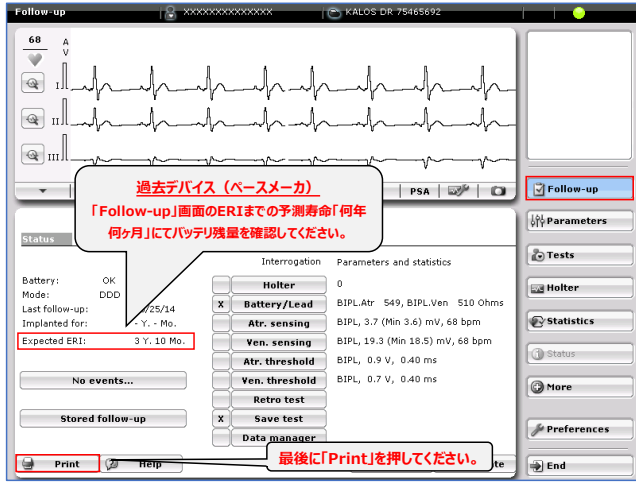 Follow-up XXXXXXXXXXXXXX KALOS DR 75465692
68 A
V
I
II
III
過去デバイス（ペースメーカ）
「Follow-up」画面のERIまでの予測寿命「何年
何ヶ月」にてバッテリ残量を確認してください。
PSA
Follow-up
Parameters
Tests
Holter
Statistics
Status
More
Preferences
End
Status
Interrogation Parameters and statistics
Battery: OK
Mode: DDD
Last follow-up: /25/14
Implanted for: - Y. - Mo.
Expected ERI: 3 Y. 10 Mo.
No events...
Stored follow-up
Holter 0
X Battery/Lead BIPL.Atr 549, BIPL.Ven 510 Ohms
Atr. sensing BIPL, 3.7 (Min 3.6) mV, 68 bpm
Ven. sensing BIPL, 19.3 (Min 18.5) mV, 68 bpm
Atr. threshold BIPL, 0.9 V, 0.40 ms
Ven. threshold BIPL, 0.7 V, 0.40 ms
Retro test
X Save test
Data manager
Print Help
最後に「Print」を押してください。